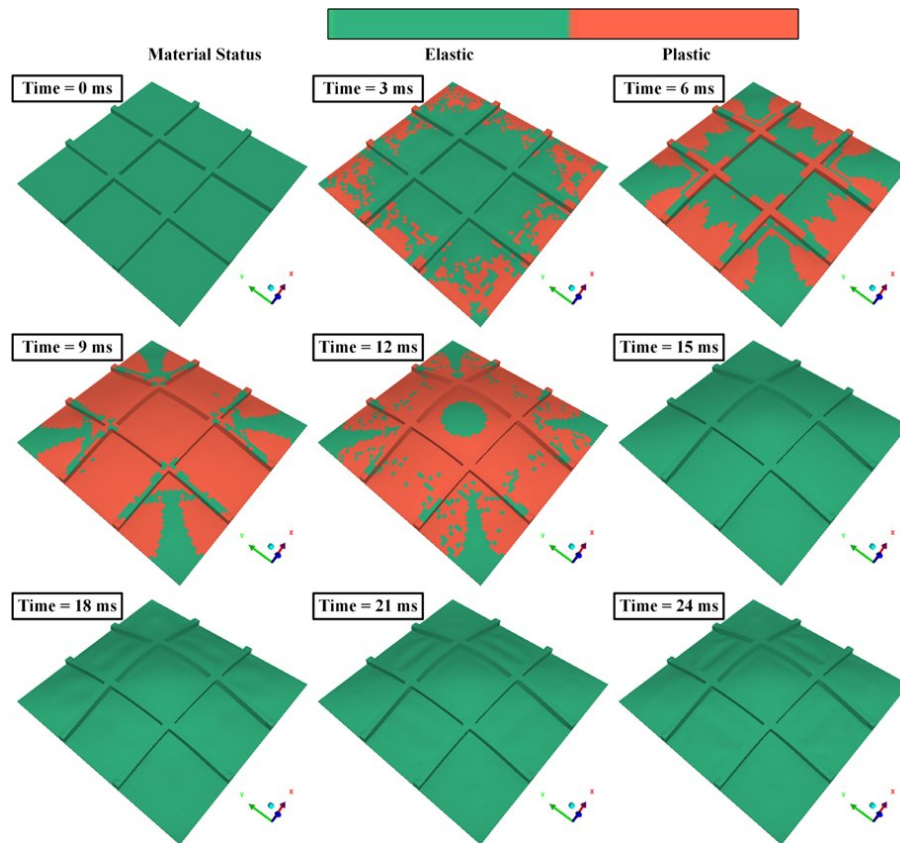 Material Status Elastic Plastic
Time = 0 ms Time = 3 ms Time = 6 ms
Y X Y X Y X
Time = 9 ms Time = 12 ms Time = 15 ms
Y X Y X Y X
Time = 18 ms Time = 21 ms Time = 24 ms
Y X Y X Y X